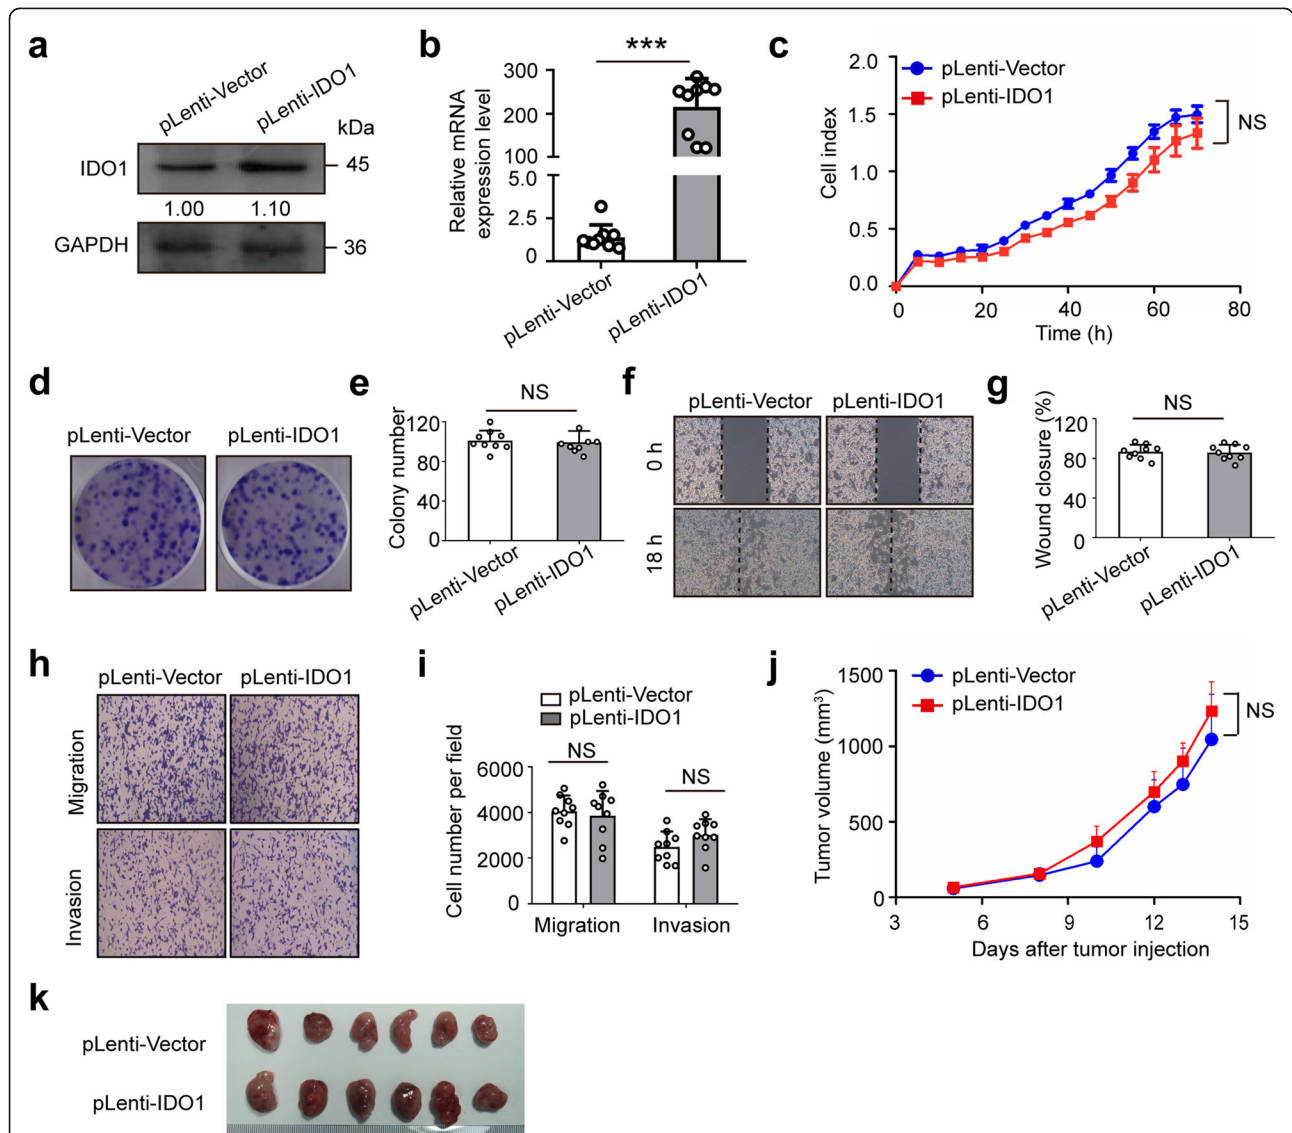 a
pLenti-Vector
pLenti-IDO1
kDa
IDO1
45
1.00
1.10
GAPDH
36
b
***
Relative mRNA
expression level
300
200
100
5.0
2.5
0
pLenti-Vector
pLenti-IDO1
c
pLenti-Vector
pLenti-IDO1
NS
Cell index
2.0
1.5
1.0
0.5
0.0
0 20 40 60 80
Time (h)
d
pLenti-Vector
pLenti-IDO1
e
NS
Colony number
120
80
40
0
pLenti-Vector
pLenti-IDO1
f
pLenti-Vector
pLenti-IDO1
0 h
18 h
g
NS
Wound closure (%)
120
80
40
0
pLenti-Vector
pLenti-IDO1
h
pLenti-Vector
pLenti-IDO1
Migration
Invasion
i
pLenti-Vector
pLenti-IDO1
NS
NS
Cell number per field
6000
4000
2000
0
Migration
Invasion
j
pLenti-Vector
pLenti-IDO1
NS
Tumor volume (mm³)
1500
1000
500
0
3 6 9 12 15
Days after tumor injection
k
pLenti-Vector
pLenti-IDO1